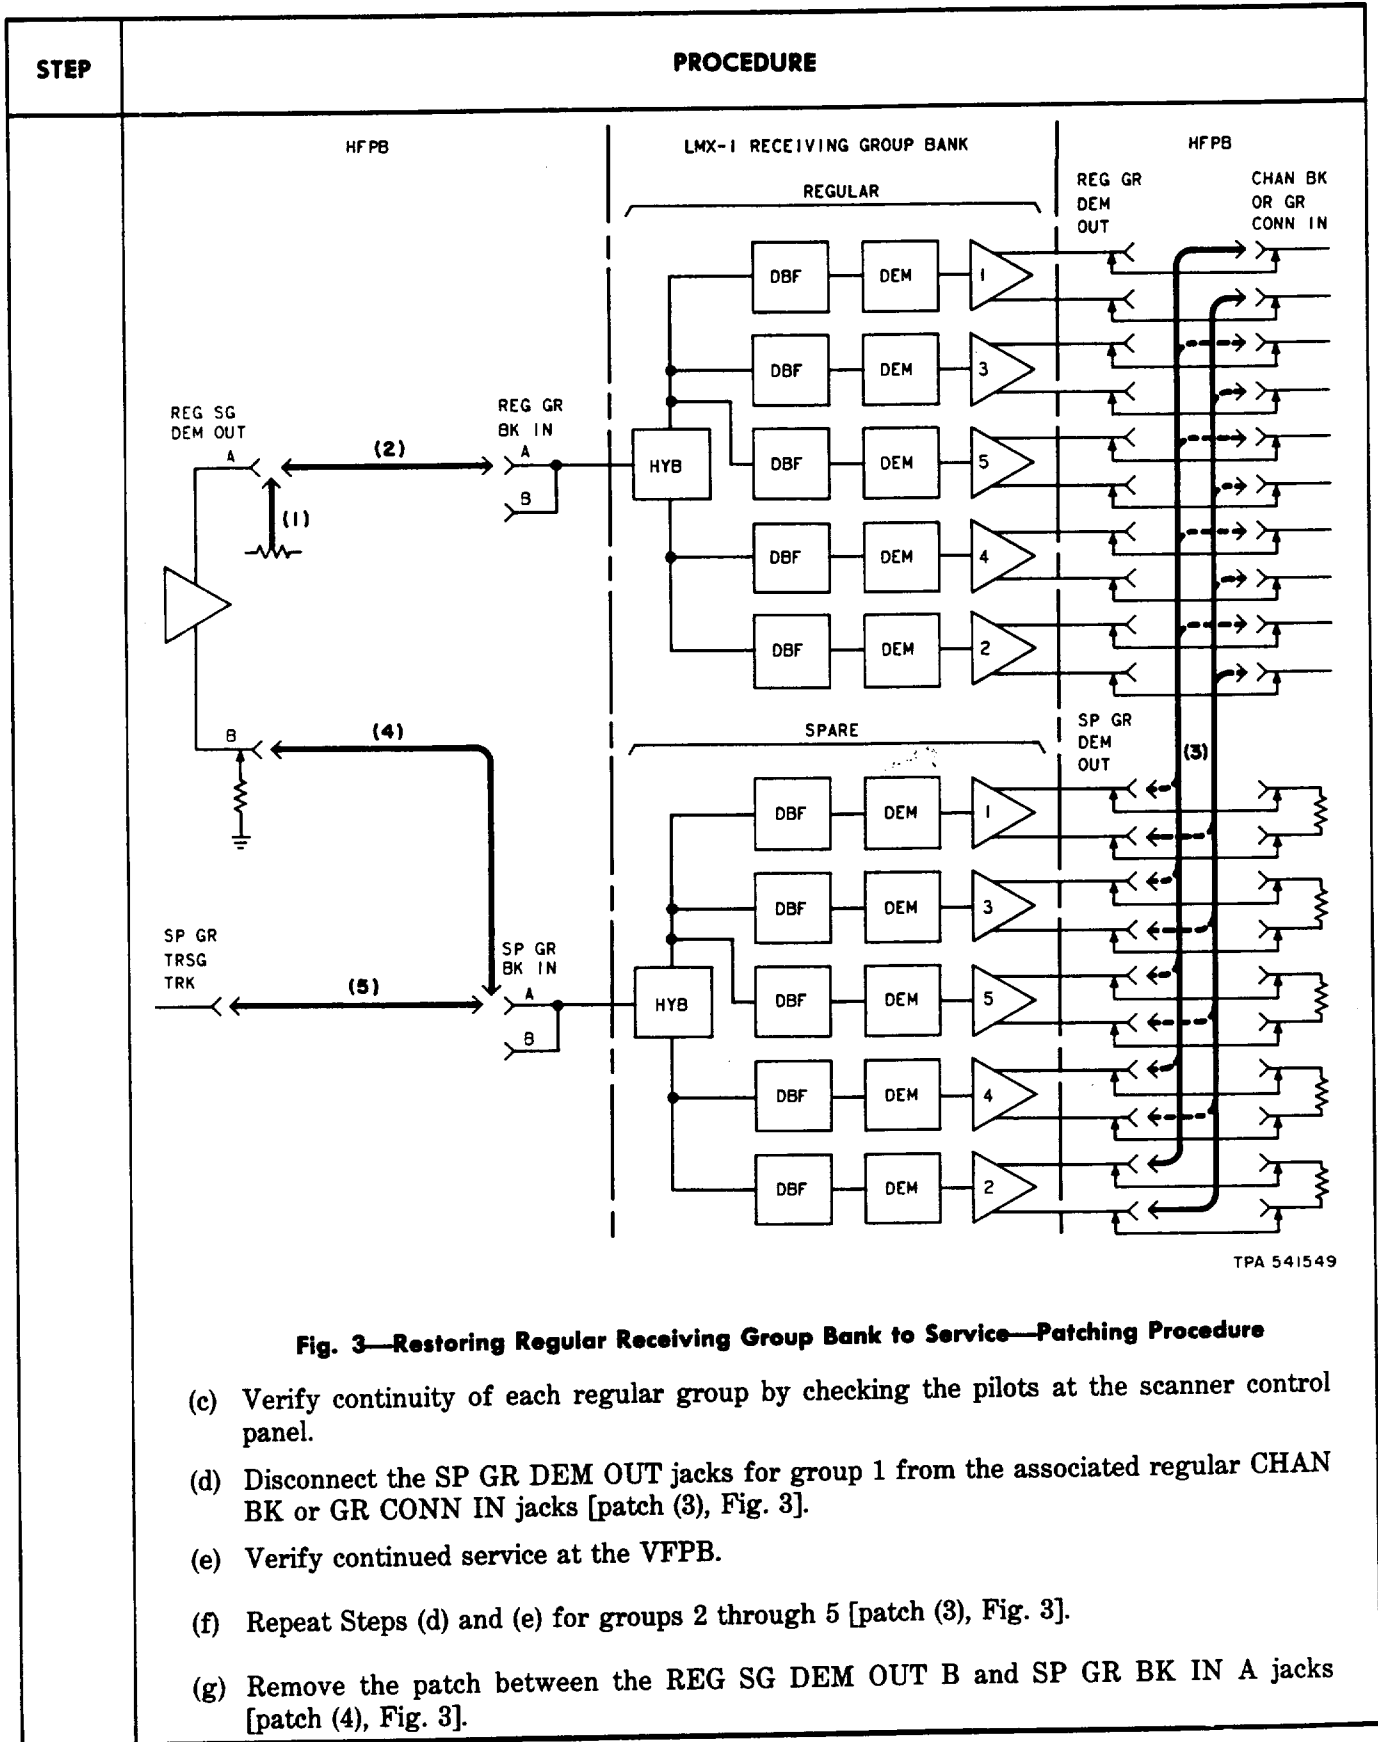 STEP
PROCEDURE
HFPB
LMX-1 RECEIVING GROUP BANK
HFPB
REGULAR
REG GR
DEM
OUT
CHAN BK
OR GR
CONN IN
DBF
DEM
1
DBF
DEM
3
REG SG
DEM OUT
A
(2)
REG GR
BK IN
A
B
HYB
DBF
DEM
5
(1)
DBF
DEM
4
DBF
DEM
2
B
(4)
SPARE
SP GR
DEM
OUT
(3)
DBF
DEM
1
DBF
DEM
3
SP GR
TRSG
TRK
(5)
SP GR
BK IN
A
B
HYB
DBF
DEM
5
DBF
DEM
4
DBF
DEM
2
TPA 541549
Fig. 3—Restoring Regular Receiving Group Bank to Service—Patching Procedure
(c) Verify continuity of each regular group by checking the pilots at the scanner control
panel.
(d) Disconnect the SP GR DEM OUT jacks for group 1 from the associated regular CHAN
BK or GR CONN IN jacks [patch (3), Fig. 3].
(e) Verify continued service at the VFPB.
(f) Repeat Steps (d) and (e) for groups 2 through 5 [patch (3), Fig. 3].
(g) Remove the patch between the REG SG DEM OUT B and SP GR BK IN A jacks
[patch (4), Fig. 3].